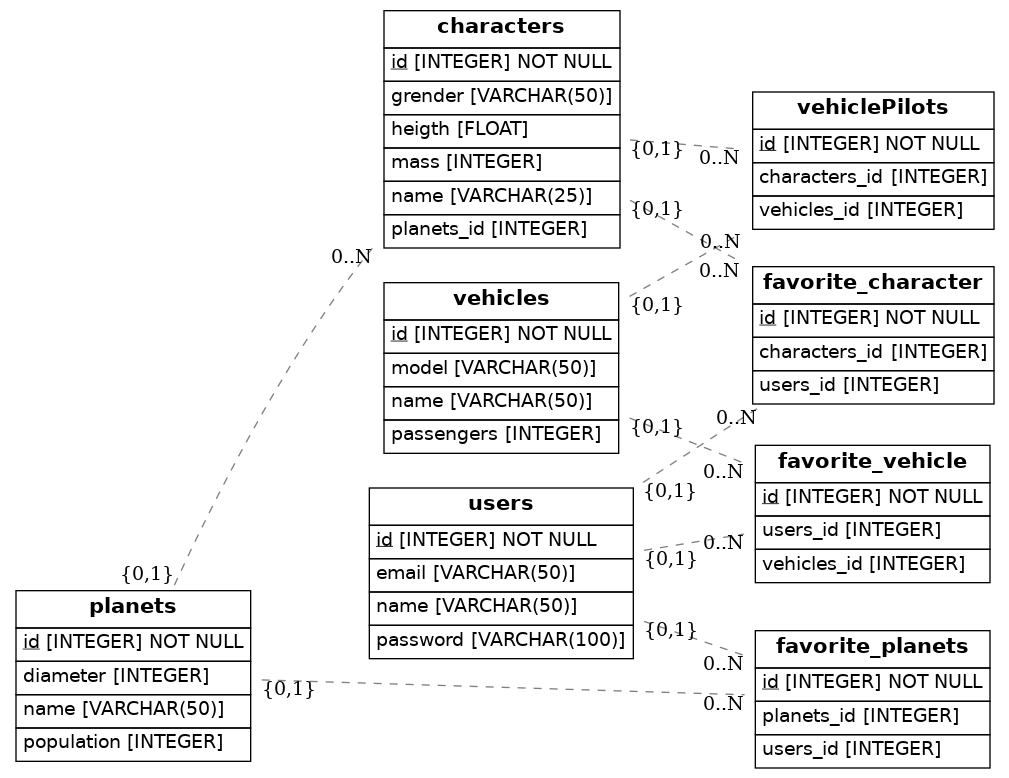 characters
id [INTEGER] NOT NULL
grender [VARCHAR(50)]
heigth [FLOAT]
mass [INTEGER]
name [VARCHAR(25)]
planets_id [INTEGER]
vehiclePilots
id [INTEGER] NOT NULL
characters_id [INTEGER]
vehicles_id [INTEGER]
{0,1}
0..N
{0,1}
0..N
0..N
0..N
{0,1}
vehicles
id [INTEGER] NOT NULL
model [VARCHAR(50)]
name [VARCHAR(50)]
passengers [INTEGER]
favorite_character
id [INTEGER] NOT NULL
characters_id [INTEGER]
users_id [INTEGER]
0..N
{0,1}
0..N
{0,1}
favorite_vehicle
id [INTEGER] NOT NULL
users_id [INTEGER]
vehicles_id [INTEGER]
users
id [INTEGER] NOT NULL
email [VARCHAR(50)]
name [VARCHAR(50)]
password [VARCHAR(100)]
0..N
{0,1}
{0,1}
{0,1}
0..N
planets
id [INTEGER] NOT NULL
diameter [INTEGER]
name [VARCHAR(50)]
population [INTEGER]
{0,1}
0..N
favorite_planets
id [INTEGER] NOT NULL
planets_id [INTEGER]
users_id [INTEGER]